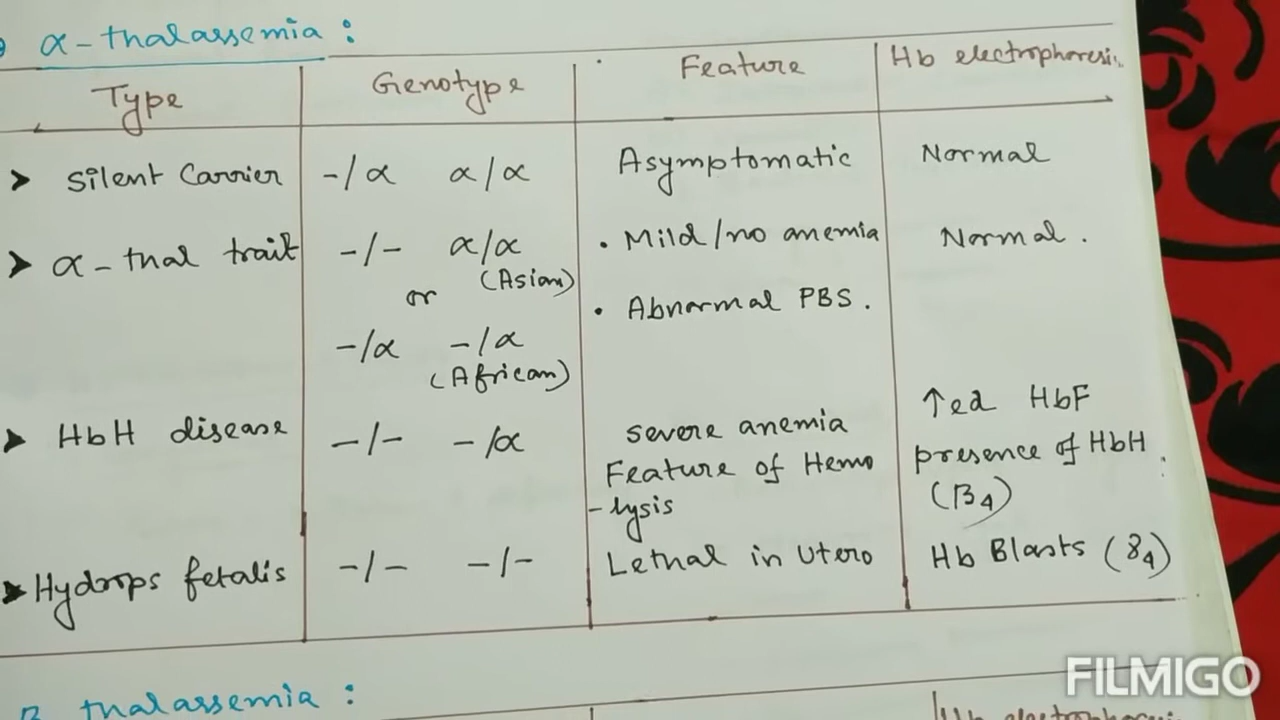 α-thalassemia :
Type Genotype Feature Hb electrophoresis
➤ Silent Carrier -/α α/α Asymptomatic Normal
➤ α-thal trait -/- α/α • Mild/no anemia Normal.
(Asian)
or • Abnormal PBS.
-/α -/α
(African)
➤ HbH disease -/- -/α severe anemia ↑ed HbF
Feature of Hemo presence of HbH.
-lysis (β4)
➤ Hydrops fetalis -/- -/- Lethal in Utero Hb Blasts (γ4)
β thalassemia :
Hb electrophoresi
FILMIGO